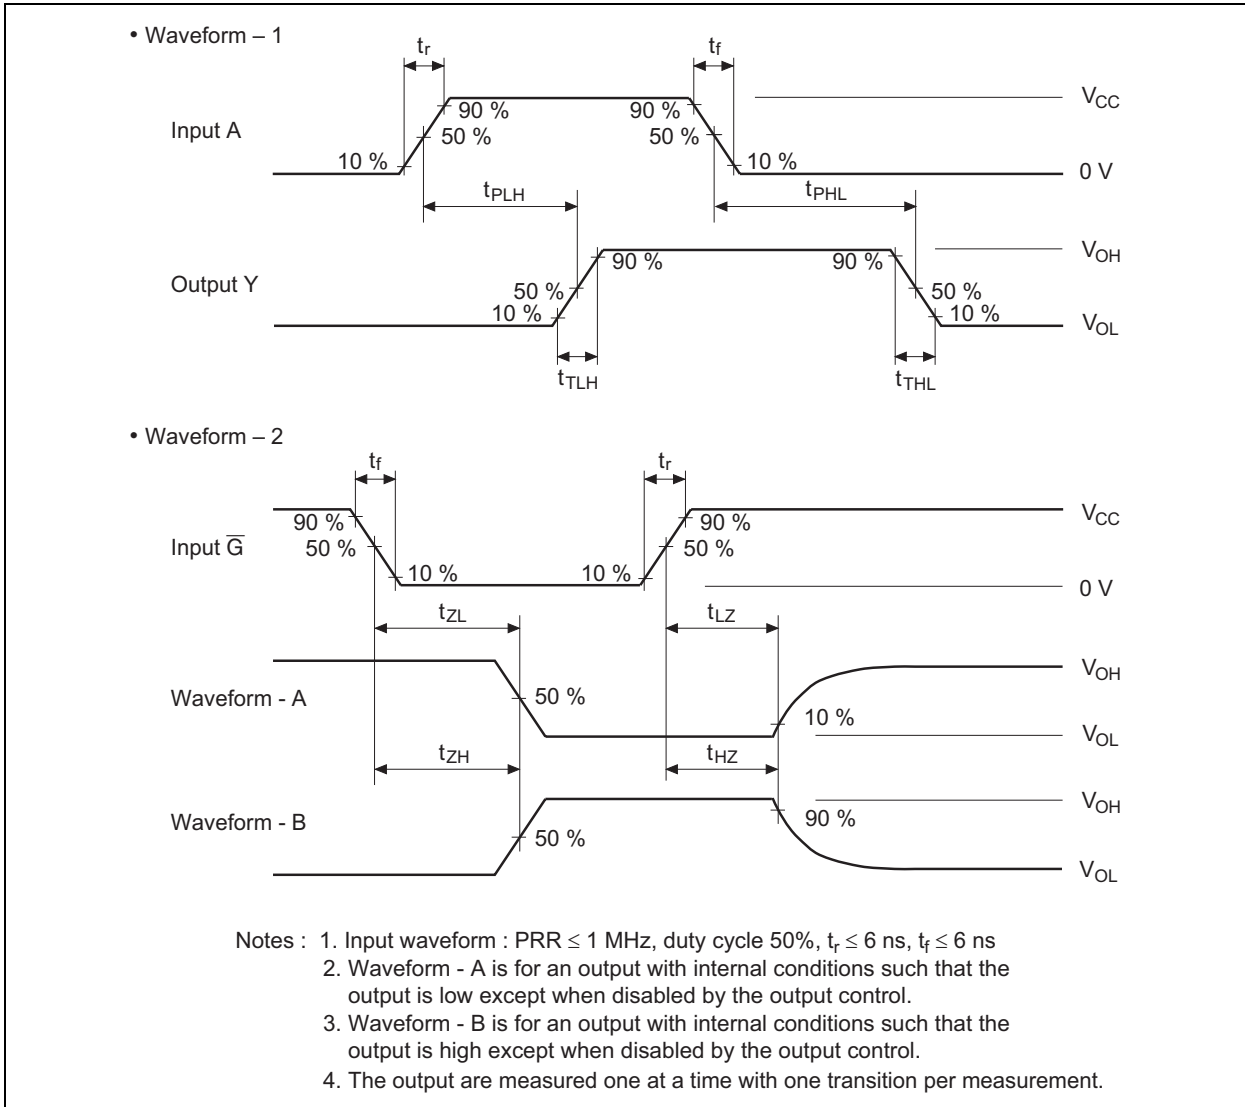 • Waveform – 1
tr
tf
Input A
90 %
50 %
10 %
90 %
50 %
10 %
VCC
0 V
tPLH
tPHL
Output Y
90 %
50 %
10 %
90 %
50 %
10 %
VOH
VOL
tTLH
tTHL
• Waveform – 2
tf
tr
Input G̅
90 %
50 %
10 %
10 %
90 %
50 %
VCC
0 V
tZL
tLZ
Waveform - A
50 %
10 %
VOH
VOL
tZH
tHZ
Waveform - B
50 %
90 %
VOH
VOL
Notes : 1. Input waveform : PRR ≤ 1 MHz, duty cycle 50%, tr ≤ 6 ns, tf ≤ 6 ns
2. Waveform - A is for an output with internal conditions such that the
output is low except when disabled by the output control.
3. Waveform - B is for an output with internal conditions such that the
output is high except when disabled by the output control.
4. The output are measured one at a time with one transition per measurement.